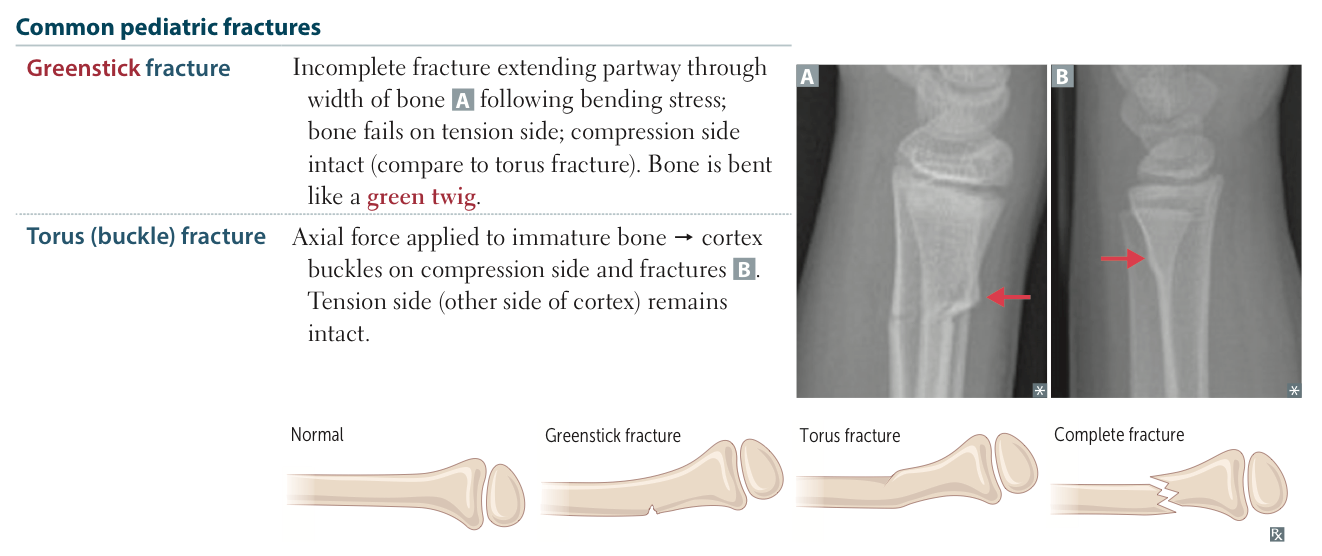 Common pediatric fractures
Greenstick fracture
Incomplete fracture extending partway through
width of bone A following bending stress;
bone fails on tension side; compression side
intact (compare to torus fracture). Bone is bent
like a green twig.
Torus (buckle) fracture
Axial force applied to immature bone → cortex
buckles on compression side and fractures B.
Tension side (other side of cortex) remains
intact.
A
B
Normal
Greenstick fracture
Torus fracture
Complete fracture
℞